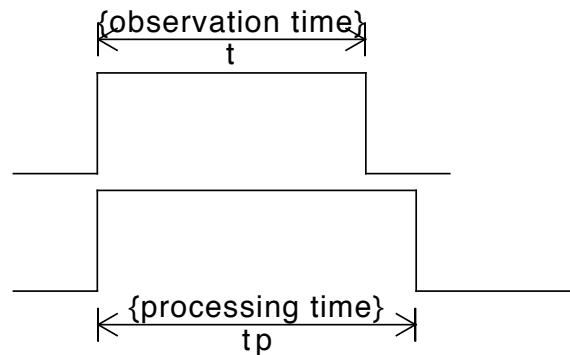 {observation time}
t
{processing time}
tp